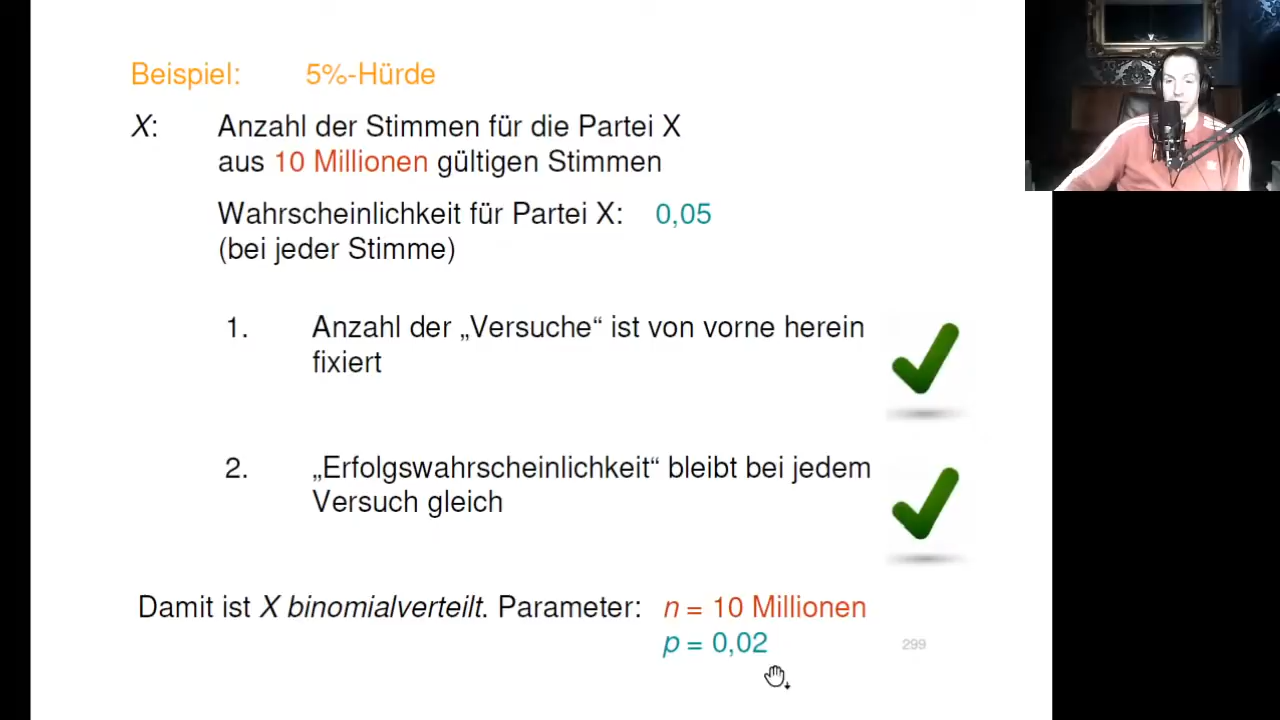 Beispiel: 5%-Hürde
X: Anzahl der Stimmen für die Partei X
aus 10 Millionen gültigen Stimmen
Wahrscheinlichkeit für Partei X: 0,05
(bei jeder Stimme)
1. Anzahl der „Versuche“ ist von vorne herein
fixiert
2. „Erfolgswahrscheinlichkeit“ bleibt bei jedem
Versuch gleich
Damit ist X binomialverteilt. Parameter: n = 10 Millionen
p = 0,02
299